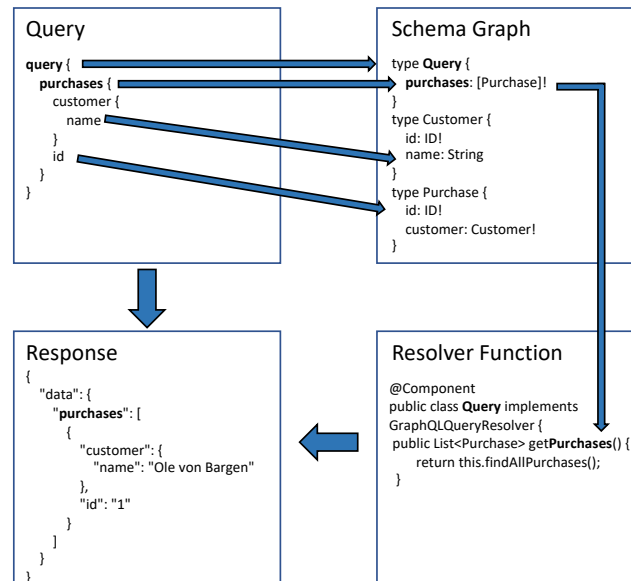 Query
query {
purchases {
customer {
name
}
id
}
}
Schema Graph
type Query {
purchases: [Purchase]!
}
type Customer {
id: ID!
name: String
}
type Purchase {
id: ID!
customer: Customer!
}
Response
{
"data": {
"purchases": [
{
"customer": {
"name": "Ole von Bargen"
},
"id": "1"
}
]
}
}
Resolver Function
@Component
public class Query implements
GraphQLQueryResolver {
public List<Purchase> getPurchases() {
return this.findAllPurchases();
}